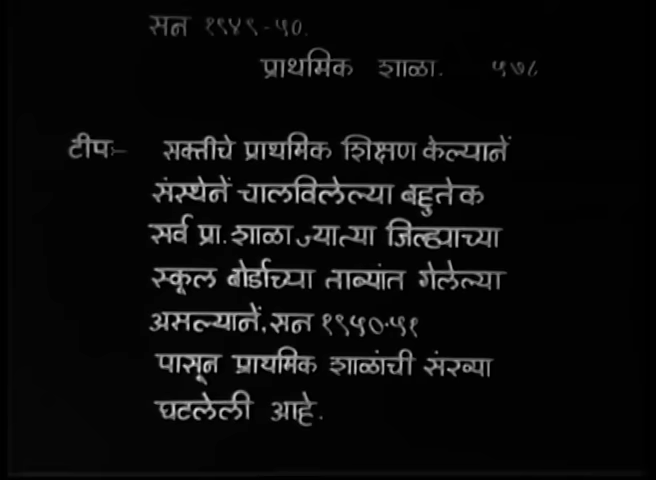 सन १९४९-५०.
प्राथमिक शाळा. ५७८
टीपः- सक्तीचे प्राथमिक शिक्षण केल्यानें
संस्थेनें चालविलेल्या बहुतेक
सर्व प्रा. शाळा ज्यात्या जिल्ह्याच्या
स्कूल बोर्डाच्या ताब्यांत गेलेल्या
असल्यानें, सन १९५०-५१
पासून प्राथमिक शाळांची संख्या
घटलेली आहे.